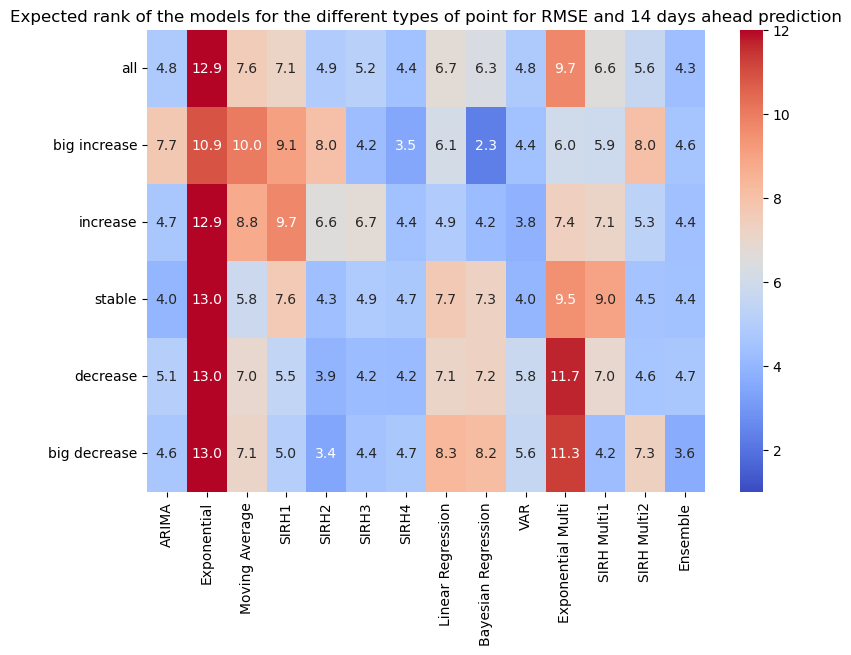 Expected rank of the models for the different types of point for RMSE and 14 days ahead prediction
all 4.8 12.9 7.6 7.1 4.9 5.2 4.4 6.7 6.3 4.8 9.7 6.6 5.6 4.3
big increase 7.7 10.9 10.0 9.1 8.0 4.2 3.5 6.1 2.3 4.4 6.0 5.9 8.0 4.6
increase 4.7 12.9 8.8 9.7 6.6 6.7 4.4 4.9 4.2 3.8 7.4 7.1 5.3 4.4
stable 4.0 13.0 5.8 7.6 4.3 4.9 4.7 7.7 7.3 4.0 9.5 9.0 4.5 4.4
decrease 5.1 13.0 7.0 5.5 3.9 4.2 4.2 7.1 7.2 5.8 11.7 7.0 4.6 4.7
big decrease 4.6 13.0 7.1 5.0 3.4 4.4 4.7 8.3 8.2 5.6 11.3 4.2 7.3 3.6
ARIMA
Exponential
Moving Average
SIRH1
SIRH2
SIRH3
SIRH4
Linear Regression
Bayesian Regression
VAR
Exponential Multi
SIRH Multi1
SIRH Multi2
Ensemble
12
10
8
6
4
2